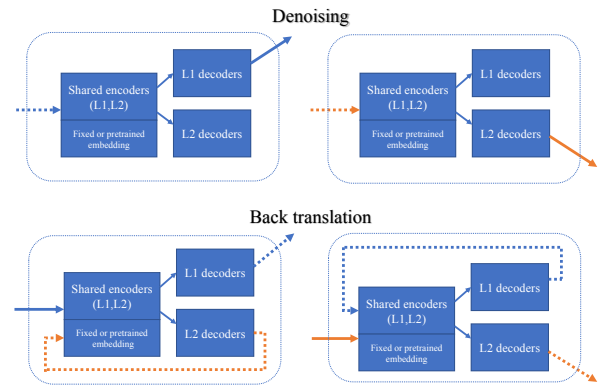 Denoising
Shared encoders
(L1,L2)
Fixed or pretrained
embedding
L1 decoders
L2 decoders
Shared encoders
(L1,L2)
Fixed or pretrained
embedding
L1 decoders
L2 decoders
Back translation
Shared encoders
(L1,L2)
Fixed or pretrained
embedding
L1 decoders
L2 decoders
Shared encoders
(L1,L2)
Fixed or pretrained
embedding
L1 decoders
L2 decoders